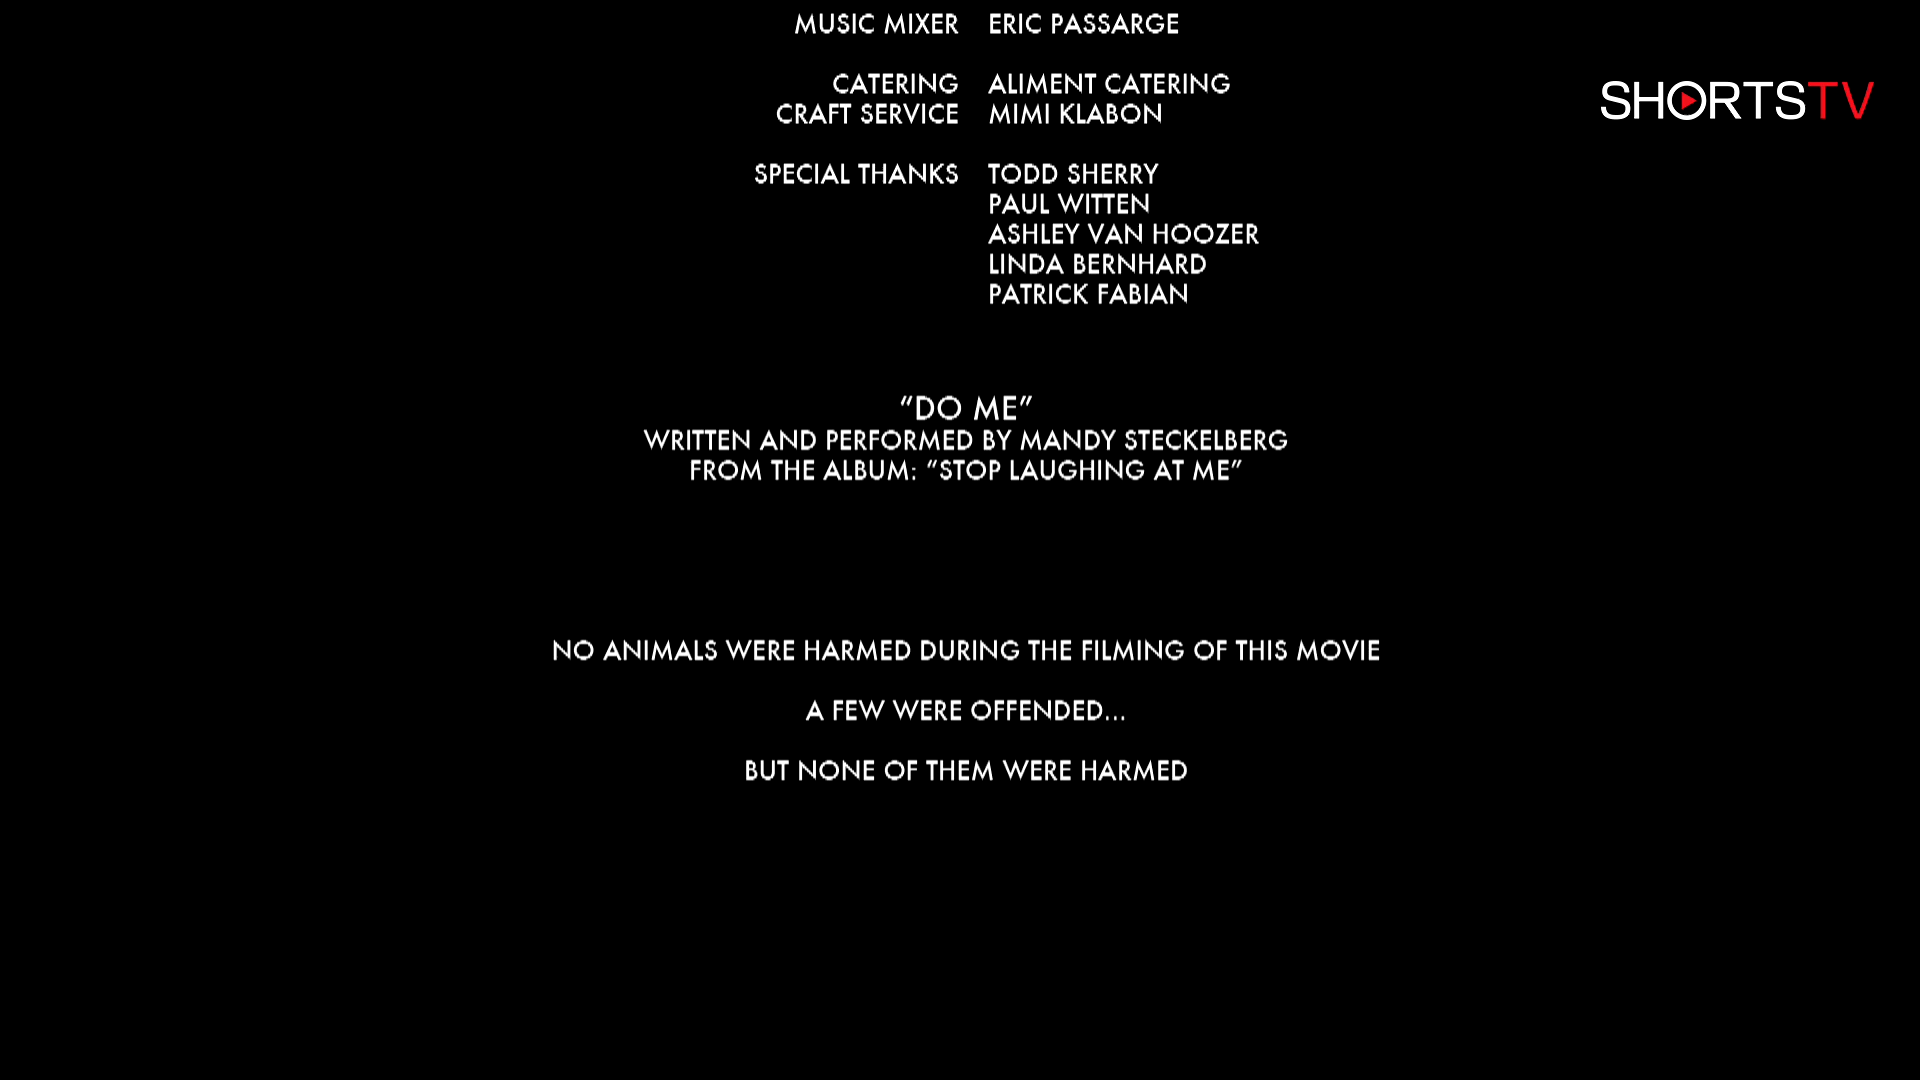 MUSIC MIXER ERIC PASSARGE
SHORTSTV
CATERING ALIMENT CATERING
CRAFT SERVICE MIMI KLABON
SPECIAL THANKS TODD SHERRY
PAUL WITTEN
ASHLEY VAN HOOZER
LINDA BERNHARD
PATRICK FABIAN
“DO ME”
WRITTEN AND PERFORMED BY MANDY STECKELBERG
FROM THE ALBUM: “STOP LAUGHING AT ME”
NO ANIMALS WERE HARMED DURING THE FILMING OF THIS MOVIE
A FEW WERE OFFENDED...
BUT NONE OF THEM WERE HARMED